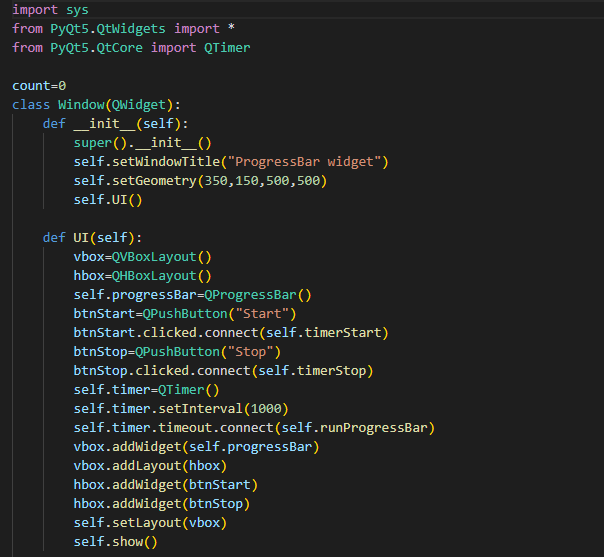 import sys
from PyQt5.QtWidgets import *
from PyQt5.QtCore import QTimer

count=0
class Window(QWidget):
    def __init__(self):
        super().__init__()
        self.setWindowTitle("ProgressBar widget")
        self.setGeometry(350,150,500,500)
        self.UI()

    def UI(self):
        vbox=QVBoxLayout()
        hbox=QHBoxLayout()
        self.progressBar=QProgressBar()
        btnStart=QPushButton("Start")
        btnStart.clicked.connect(self.timerStart)
        btnStop=QPushButton("Stop")
        btnStop.clicked.connect(self.timerStop)
        self.timer=QTimer()
        self.timer.setInterval(1000)
        self.timer.timeout.connect(self.runProgressBar)
        vbox.addWidget(self.progressBar)
        vbox.addLayout(hbox)
        hbox.addWidget(btnStart)
        hbox.addWidget(btnStop)
        self.setLayout(vbox)
        self.show()